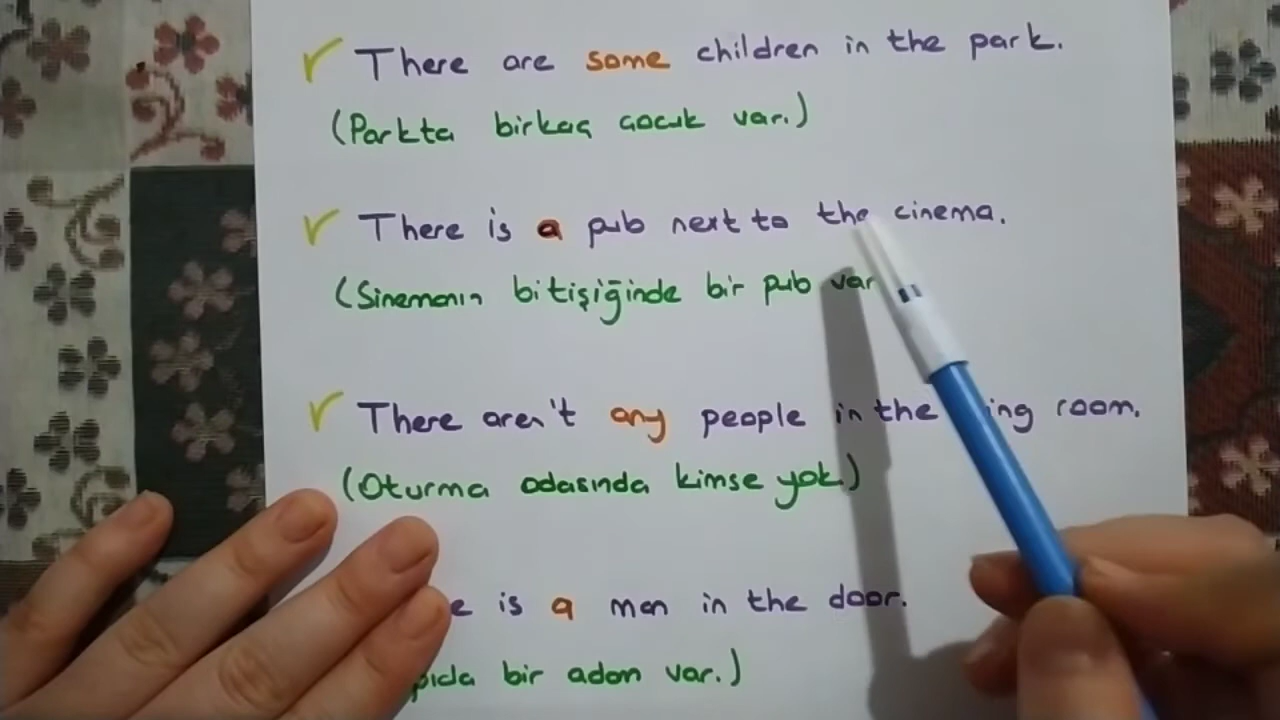 There are some children in the park.
(Parkta birkaç çocuk var.)
There is a pub next to the cinema.
(Sinemanın bitişiğinde bir pub var
There aren't any people in the ing room.
(Oturma odasında kimse yok)
e is a man in the door.
pıda bir adam var.)